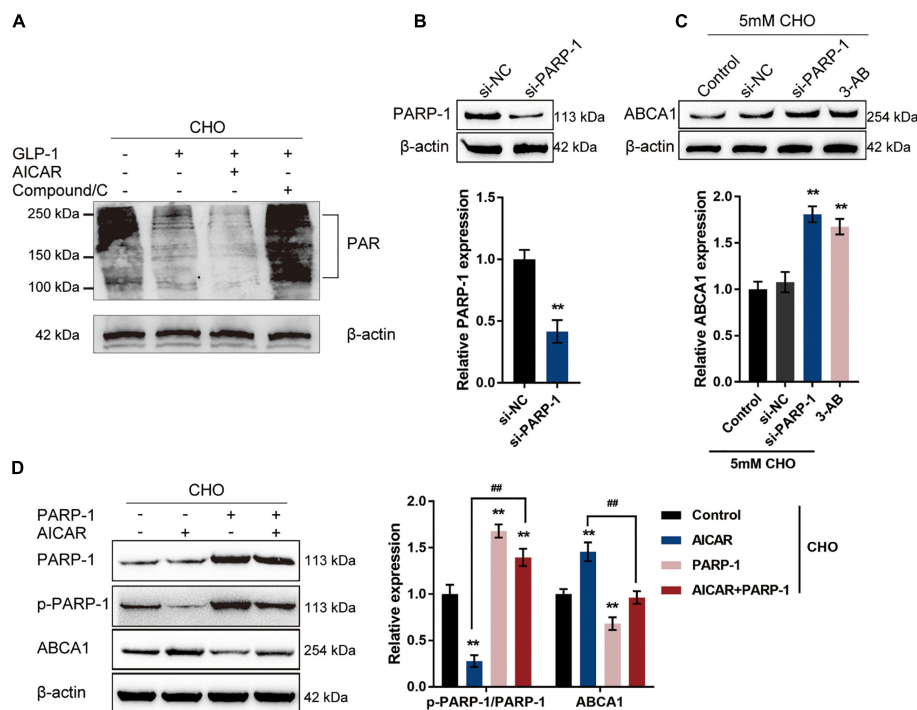 A
CHO
GLP-1 - + + +
AICAR - - + -
Compound/C - - - +
250 kDa
150 kDa
100 kDa
PAR
42 kDa
β-actin
B
si-NC
si-PARP-1
PARP-1
113 kDa
β-actin
42 kDa
Relative PARP-1 expression
1.5
1.0
0.5
0.0
**
si-NC
si-PARP-1
C
5mM CHO
Control
si-NC
si-PARP-1
3-AB
ABCA1
254 kDa
β-actin
42 kDa
Relative ABCA1 expression
2.0
1.5
1.0
0.5
0.0
**
**
Control
si-NC
si-PARP-1
3-AB
5mM CHO
D
CHO
PARP-1 - - + +
AICAR - + - +
PARP-1
113 kDa
p-PARP-1
113 kDa
ABCA1
254 kDa
β-actin
42 kDa
Relative expression
2.0
1.5
1.0
0.5
0.0
##
**
**
**
##
**
**
p-PARP-1/PARP-1
ABCA1
Control
AICAR
PARP-1
AICAR+PARP-1
CHO